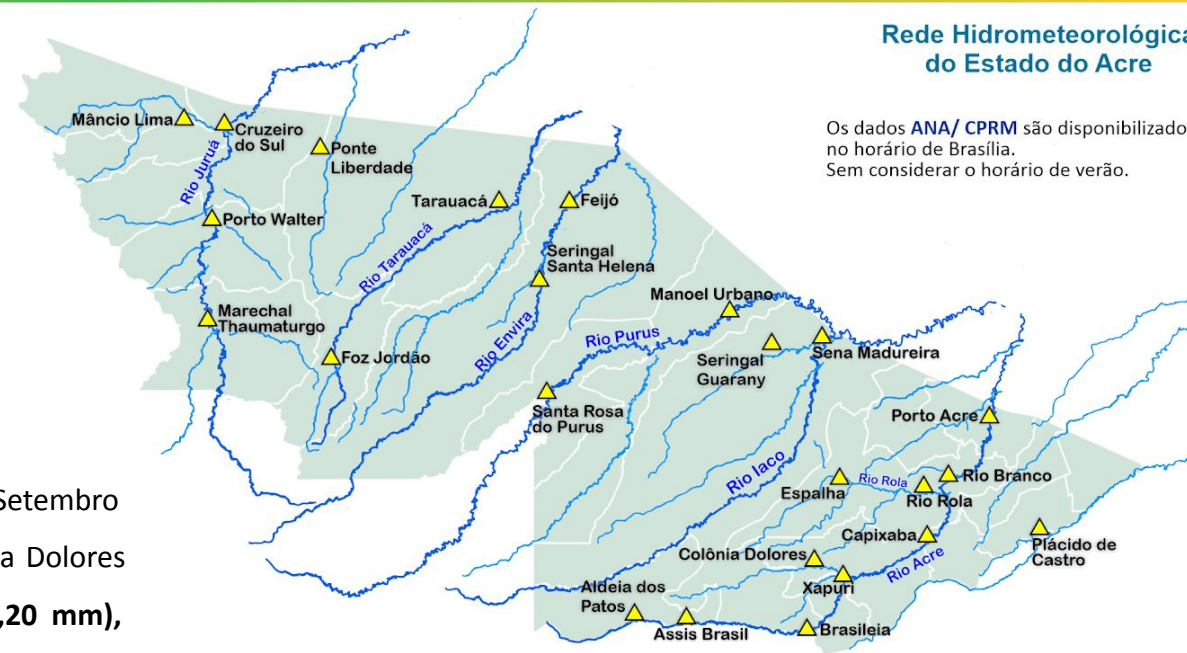 Rede Hidrometeorológica
do Estado do Acre
Os dados ANA/ CPRM são disponibilizado
no horário de Brasília.
Sem considerar o horário de verão.
Mâncio Lima
Cruzeiro
do Sul
Ponte
Liberdade
Rio Juruá
Tarauacá
Feijó
Porto Walter
Rio Tarauacá
Seringal
Santa Helena
Manoel Urbano
Marechal
Thaumaturgo
Rio Envira
Rio Purus
Foz Jordão
Seringal
Guarany
Sena Madureira
Santa Rosa
do Purus
Porto Acre
Rio Iaco
Espalha
Rio Rola
Rio Branco
Rio Rola
Setembro
Capixaba
Plácido de
Castro
Colônia Dolores
a Dolores
Rio Acre
Xapuri
Aldeia dos
Patos
,20 mm),
Assis Brasil
Brasileia